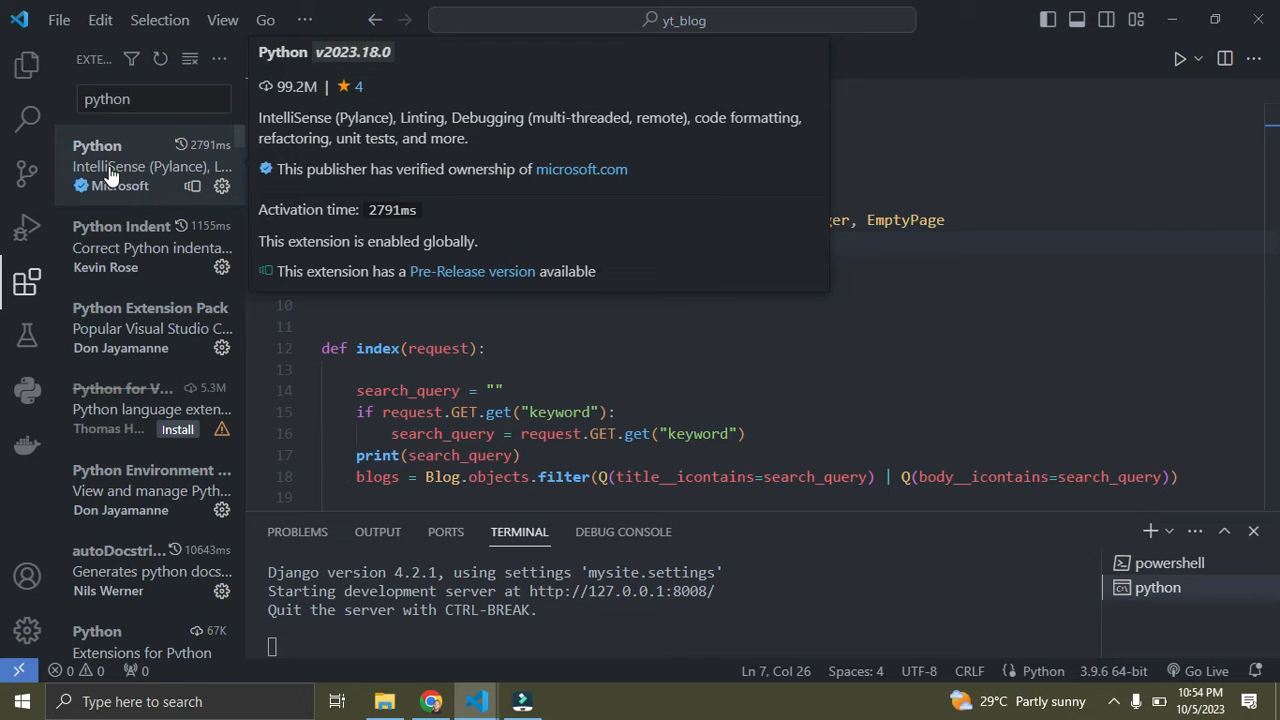 File Edit Selection View Go ···
yt_blog
EXTE...
python
Python 2791ms
IntelliSense (Pylance), L...
Microsoft
Python Indent 1155ms
Correct Python indenta...
Kevin Rose
Python Extension Pack
Popular Visual Studio C...
Don Jayamanne
Python for V... 5.3M
Python language exten...
Thomas H... Install
Python Environment ...
View and manage Pyth...
Don Jayamanne
autoDocstri... 10643ms
Generates python docs...
Nils Werner
Python 67K
Extensions for Python
Python v2023.18.0
99.2M | ★ 4
IntelliSense (Pylance), Linting, Debugging (multi-threaded, remote), code formatting,
refactoring, unit tests, and more.
This publisher has verified ownership of microsoft.com
Activation time: 2791ms
This extension is enabled globally.
This extension has a Pre-Release version available
ger, EmptyPage
10
11
12 def index(request):
13
14 search_query = ""
15 if request.GET.get("keyword"):
16 search_query = request.GET.get("keyword")
17 print(search_query)
18 blogs = Blog.objects.filter(Q(title__icontains=search_query) | Q(body__icontains=search_query))
19
PROBLEMS OUTPUT PORTS TERMINAL DEBUG CONSOLE
Django version 4.2.1, using settings 'mysite.settings'
Starting development server at http://127.0.0.1:8008/
Quit the server with CTRL-BREAK.
powershell
python
0 0 0 Ln 7, Col 26 Spaces: 4 UTF-8 CRLF Python 3.9.6 64-bit Go Live
Type here to search
29°C Partly sunny
10:54 PM
10/5/2023